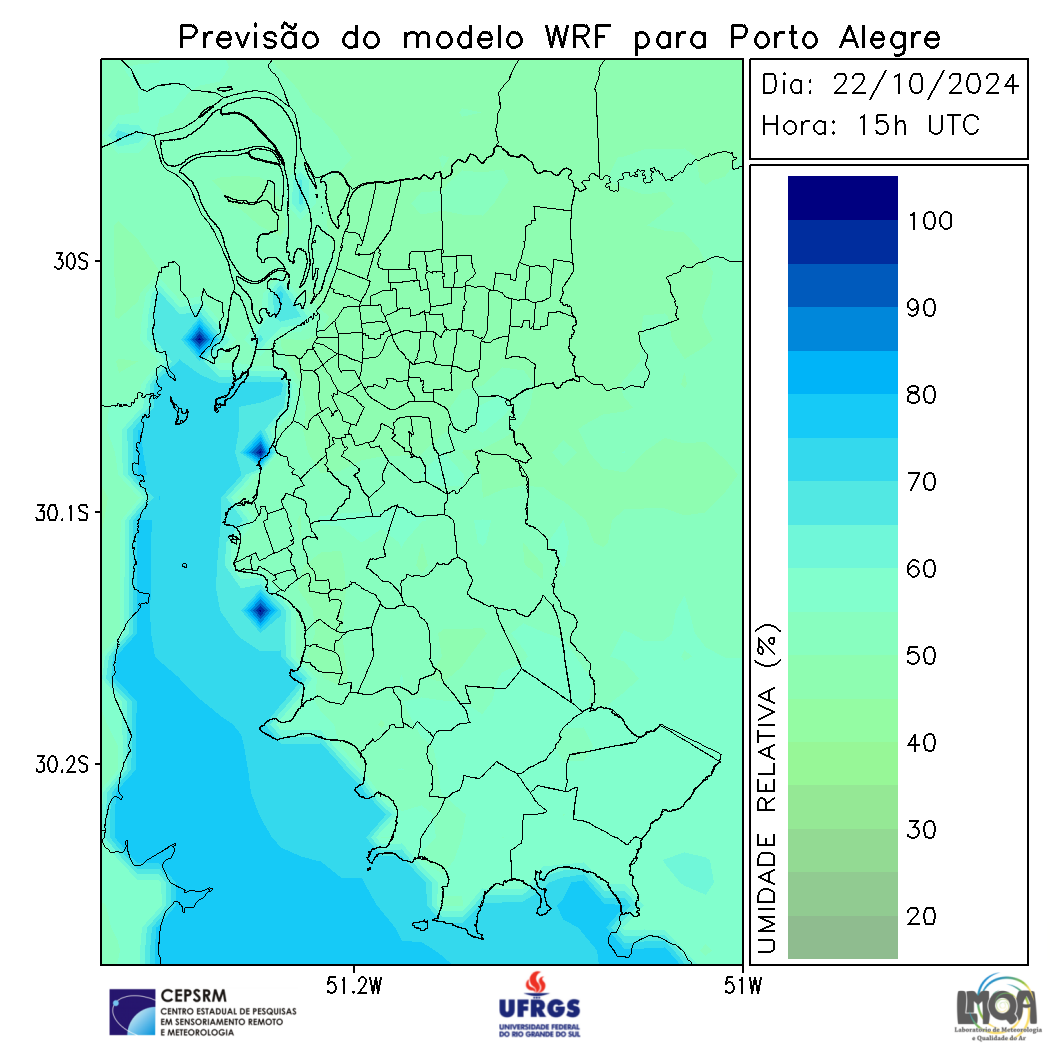 Previsão do modelo WRF para Porto Alegre
Dia: 22/10/2024
Hora: 15h UTC
30S
30.1S
30.2S
51.2W
51W
100
90
80
70
60
50
40
30
20
UMIDADE RELATIVA (%)
CEPSRM
CENTRO ESTADUAL DE PESQUISAS
EM SENSORIAMENTO REMOTO
E METEOROLOGIA
UFRGS
UNIVERSIDADE FEDERAL
DO RIO GRANDE DO SUL
LMQA
Laboratório de Meteorologia
e Qualidade do Ar